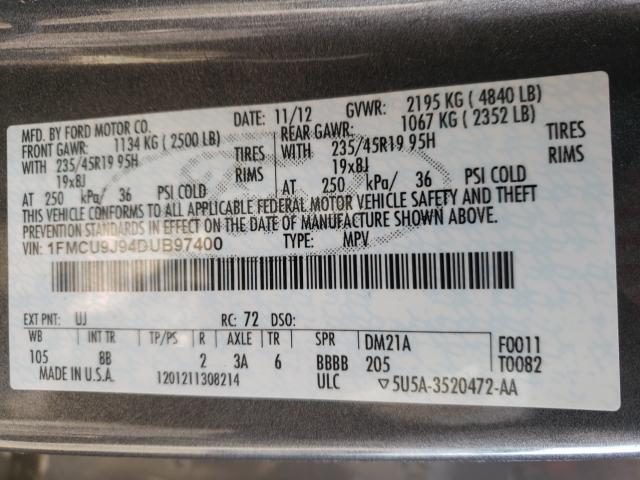 MFD. BY FORD MOTOR CO.
DATE: 11/12 GVWR: 2195 KG ( 4840 LB)
FRONT GAWR: 1134 KG ( 2500 LB)
REAR GAWR: 1067 KG ( 2352 LB)
WITH 235/45R19 95H TIRES
WITH 235/45R19 95H TIRES
19x8J RIMS
19x8J RIMS
AT 250 kPa/ 36 PSI COLD
AT 250 kPa/ 36 PSI COLD
THIS VEHICLE CONFORMS TO ALL APPLICABLE FEDERAL MOTOR VEHICLE SAFETY AND THEFT
PREVENTION STANDARDS IN EFFECT ON THE DATE OF MANUFACTURE SHOWN ABOVE.
VIN: 1FMCU9J94DUB97400 TYPE: MPV
EXT PNT: UJ RC: 72 DSO:
WB INT TR TP/PS R AXLE TR SPR DM21A F0011
105 BB 2 3A 6 BBBB 205 T0082
MADE IN U.S.A. 1201211308214 ULC ▽5U5A-3520472-AA